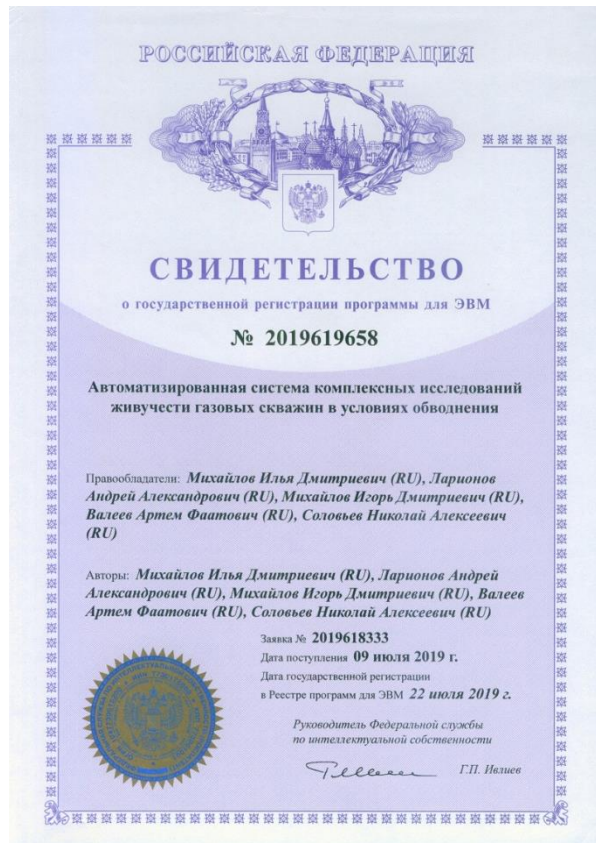 РОССИЙСКАЯ ФЕДЕРАЦИЯ
СВИДЕТЕЛЬСТВО
о государственной регистрации программы для ЭВМ
№ 2019619658
Автоматизированная система комплексных исследований
живучести газовых скважин в условиях обводнения
Правообладатели: Михайлов Илья Дмитриевич (RU), Ларионов
Андрей Александрович (RU), Михайлов Игорь Дмитриевич (RU),
Валеев Артем Фаатович (RU), Соловьев Николай Алексеевич
(RU)
Авторы: Михайлов Илья Дмитриевич (RU), Ларионов Андрей
Александрович (RU), Михайлов Игорь Дмитриевич (RU), Валеев
Артем Фаатович (RU), Соловьев Николай Алексеевич (RU)
Заявка № 2019618333
Дата поступления 09 июля 2019 г.
Дата государственной регистрации
в Реестре программ для ЭВМ 22 июля 2019 г.
Руководитель Федеральной службы
по интеллектуальной собственности
Г.П. Ивлиев